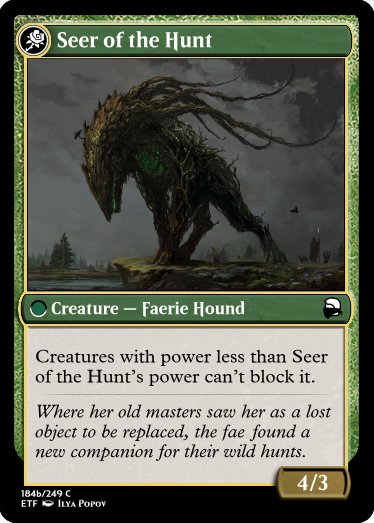 Seer of the Hunt
Creature — Faerie Hound
Creatures with power less than Seer
of the Hunt's power can't block it.
Where her old masters saw her as a lost
object to be replaced, the fae found a
new companion for their wild hunts.
4/3
184b/249 C
ETF Ilya Popov